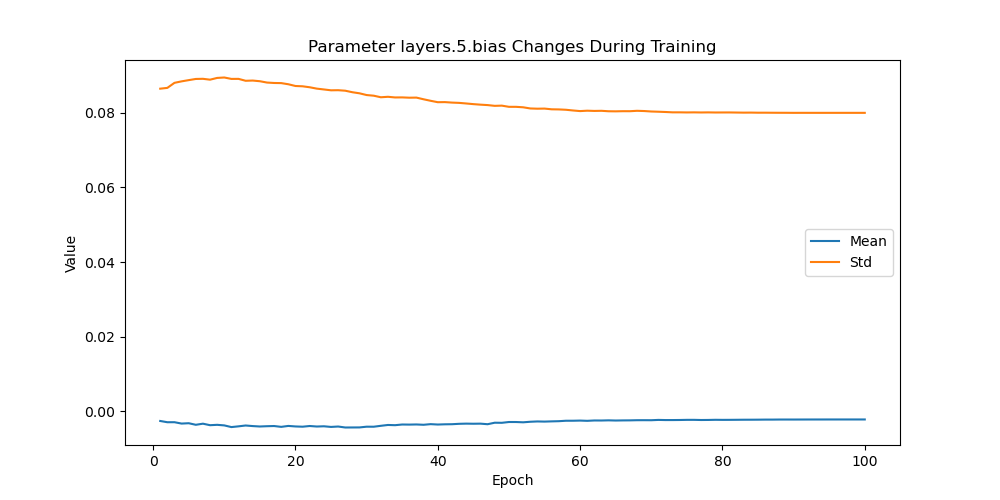 Parameter layers.5.bias Changes During Training
Value
0.08
0.06
0.04
0.02
0.00
Mean
Std
0 20 40 60 80 100
Epoch